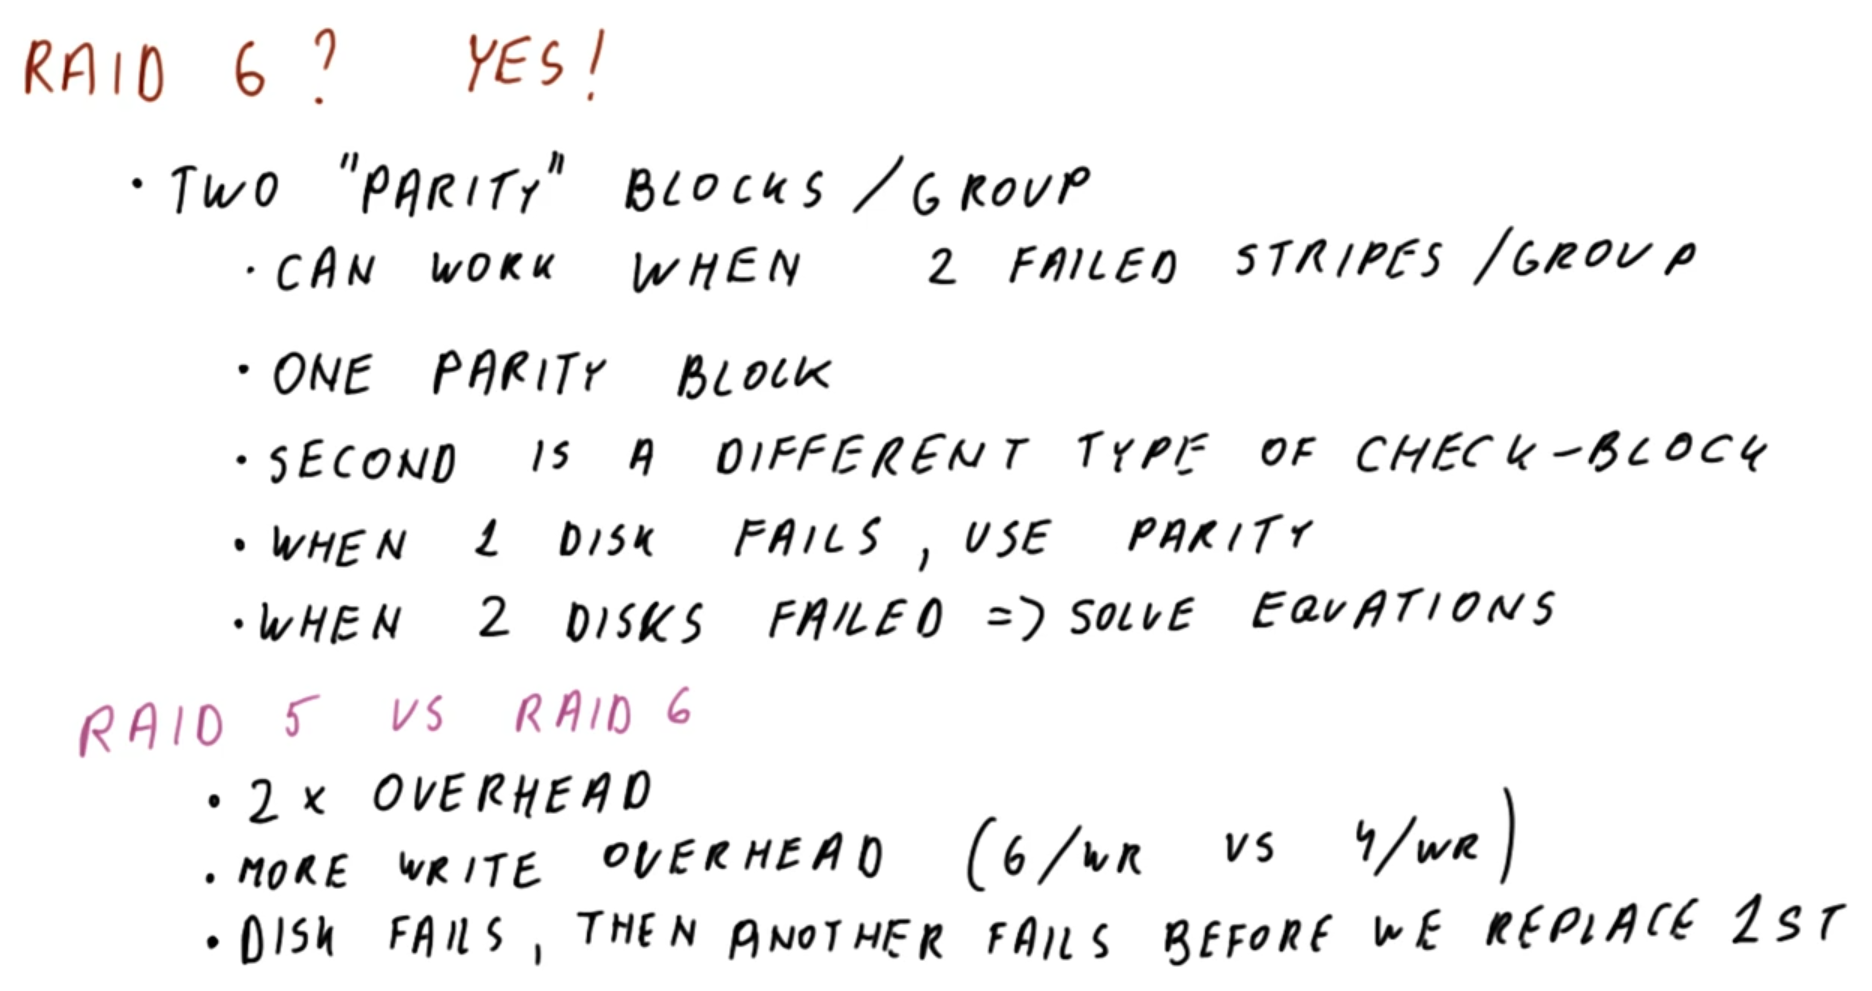 RAID 6? YES!
• TWO "PARITY" BLOCKS/GROUP
• CAN WORK WHEN 2 FAILED STRIPES/GROUP
• ONE PARITY BLOCK
• SECOND IS A DIFFERENT TYPE OF CHECK-BLOCK
• WHEN 1 DISK FAILS, USE PARITY
• WHEN 2 DISKS FAILED => SOLVE EQUATIONS
RAID 5 VS RAID 6
• 2x OVERHEAD
• MORE WRITE OVERHEAD (6/WR VS 4/WR)
• DISK FAILS, THEN ANOTHER FAILS BEFORE WE REPLACE 1ST